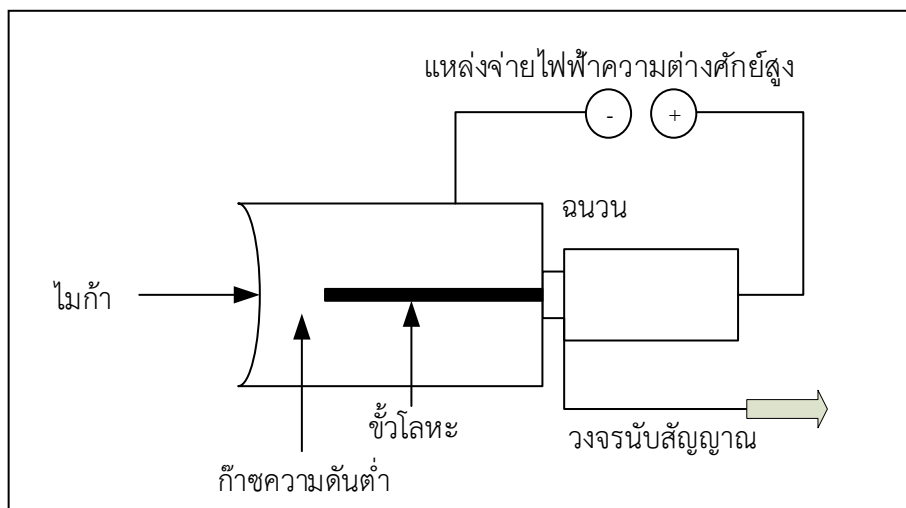 แหล่งจ่ายไฟฟ้าความต่างศักย์สูง
- +
ฉนวน
ไมก้า
ขั้วโลหะ
วงจรนับสัญญาณ
ก๊าซความดันต่ำ